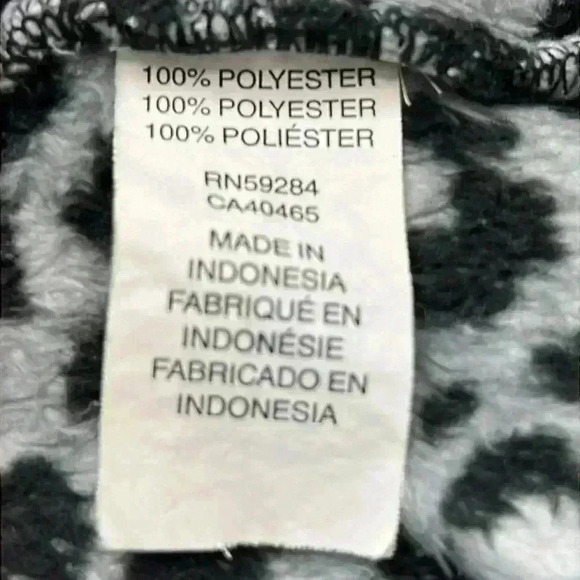 100% POLYESTER
100% POLYESTER
100% POLIÉSTER
RN59284
CA40465
MADE IN
INDONESIA
FABRIQUÉ EN
INDONÉSIE
FABRICADO EN
INDONESIA